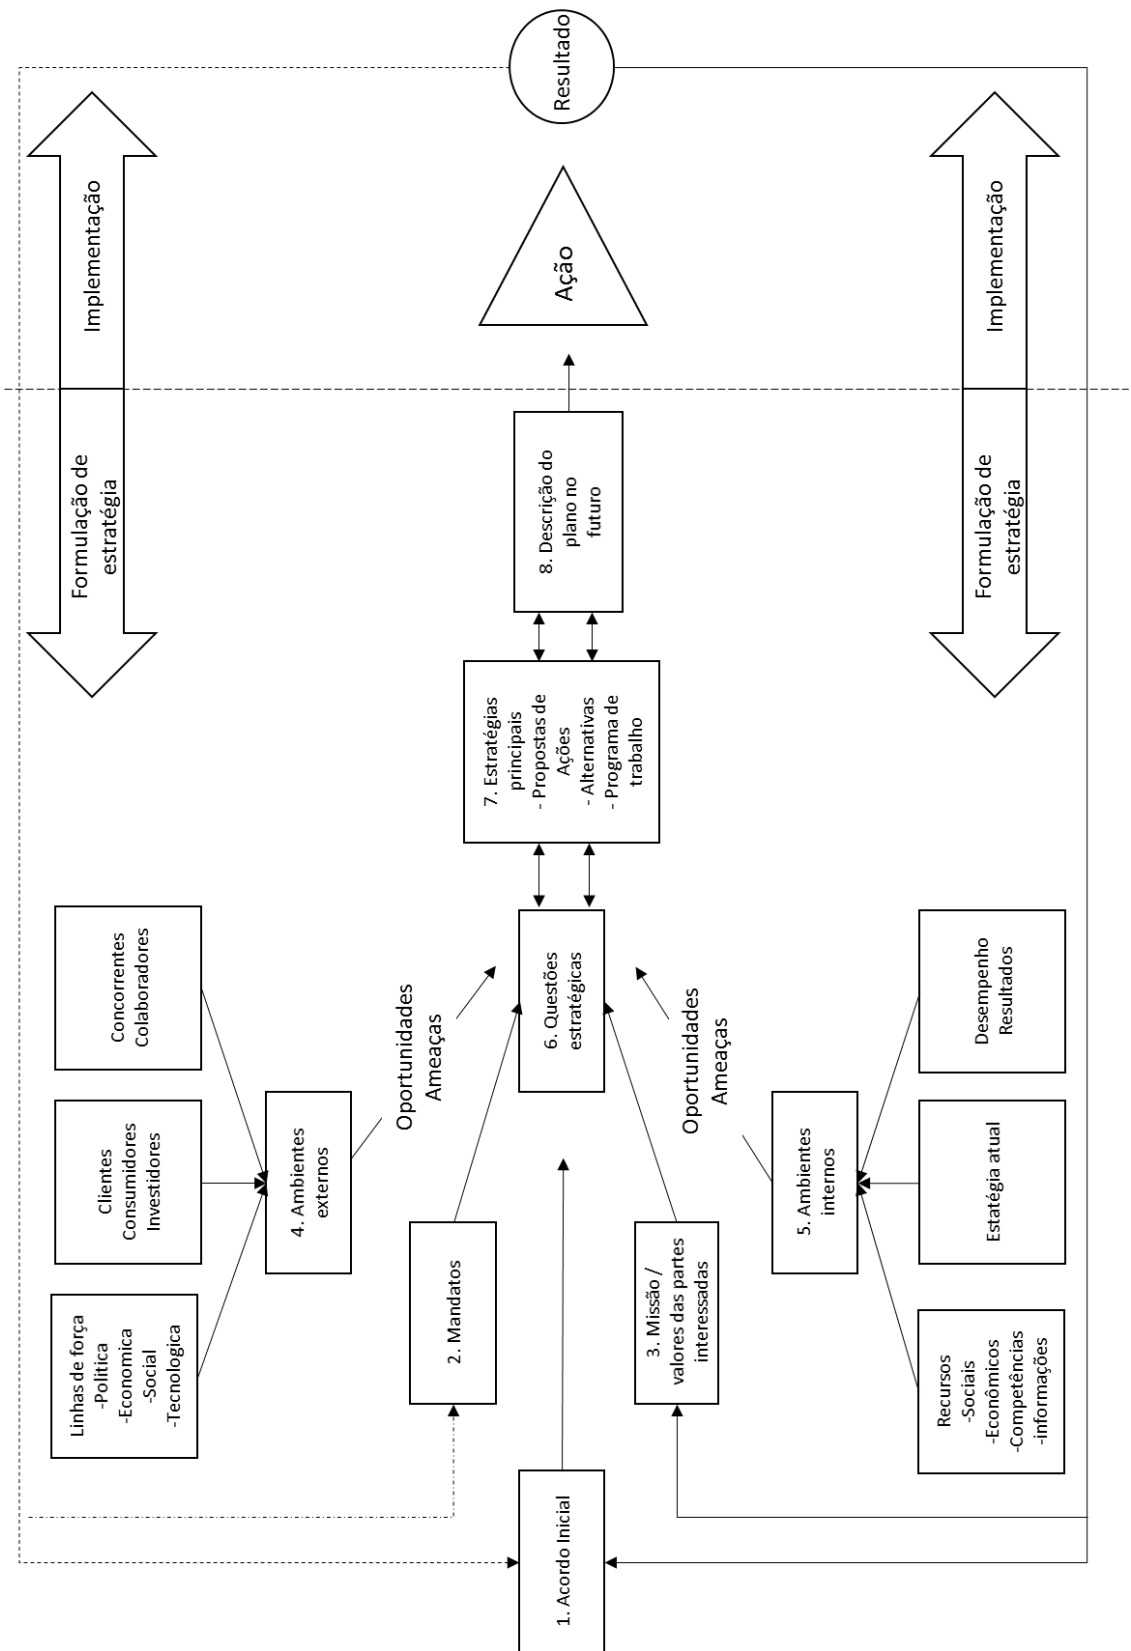 Formulação de
estratégia
Implementação
Linhas de força
-Politica
-Economica
-Social
-Tecnologica
Clientes
Consumidores
Investidores
Concorrentes
Colaboradores
4. Ambientes
externos
Oportunidades
Ameaças
2. Mandatos
1. Acordo Inicial
6. Questões
estratégicas
7. Estratégias
principais
- Propostas de
Ações
- Alternativas
- Programa de
trabalho
8. Descrição do
plano no
futuro
Ação
Resultado
3. Missão /
valores das partes
interessadas
Oportunidades
Ameaças
5. Ambientes
internos
Recursos
-Sociais
-Econômicos
-Competências
-informações
Estatégia atual
Desempenho
Resultados
Formulação de
estratégia
Implementação